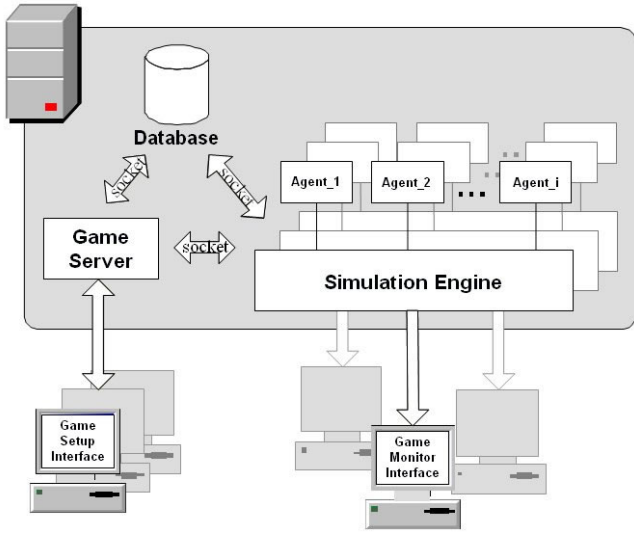 Database
socket
socket
Agent_1
Agent_2
Agent_i
Game
Server
socket
Simulation Engine
Game
Setup
Interface
Game
Monitor
Interface